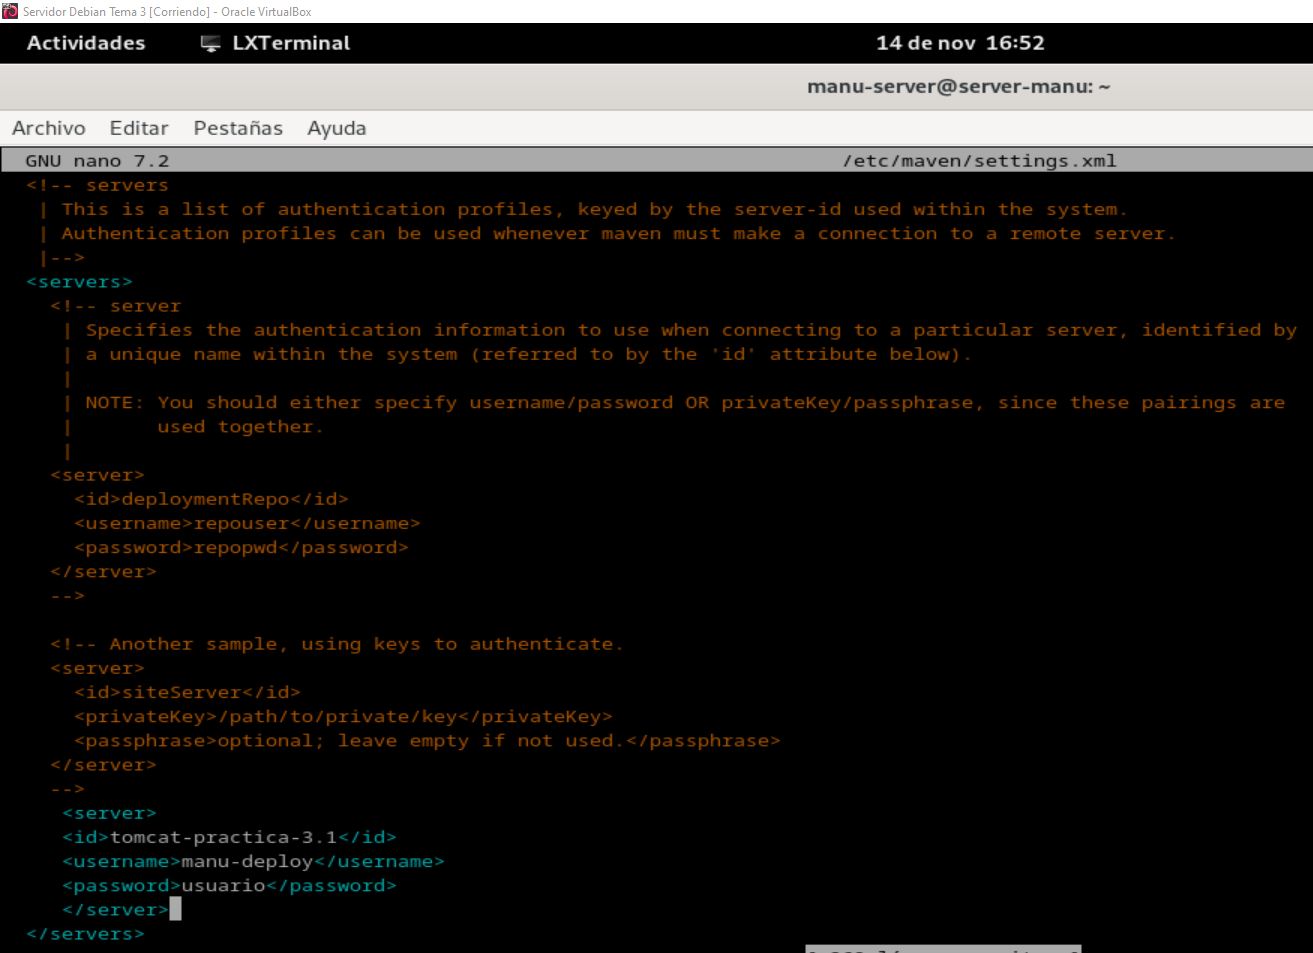 Servidor Debian Tema 3 [Corriendo] - Oracle VirtualBox
Actividades LXTerminal 14 de nov 16:52
manu-server@server-manu: ~
Archivo Editar Pestañas Ayuda
GNU nano 7.2 /etc/maven/settings.xml
<!-- servers
| This is a list of authentication profiles, keyed by the server-id used within the system.
| Authentication profiles can be used whenever maven must make a connection to a remote server.
|-->
<servers>
<!-- server
| Specifies the authentication information to use when connecting to a particular server, identified by
| a unique name within the system (referred to by the 'id' attribute below).
|
| NOTE: You should either specify username/password OR privateKey/passphrase, since these pairings are
| used together.
|
<server>
<id>deploymentRepo</id>
<username>repouser</username>
<password>repopwd</password>
</server>
-->
<!-- Another sample, using keys to authenticate.
<server>
<id>siteServer</id>
<privateKey>/path/to/private/key</privateKey>
<passphrase>optional; leave empty if not used.</passphrase>
</server>
-->
<server>
<id>tomcat-practica-3.1</id>
<username>manu-deploy</username>
<password>usuario</password>
</server>
</servers>